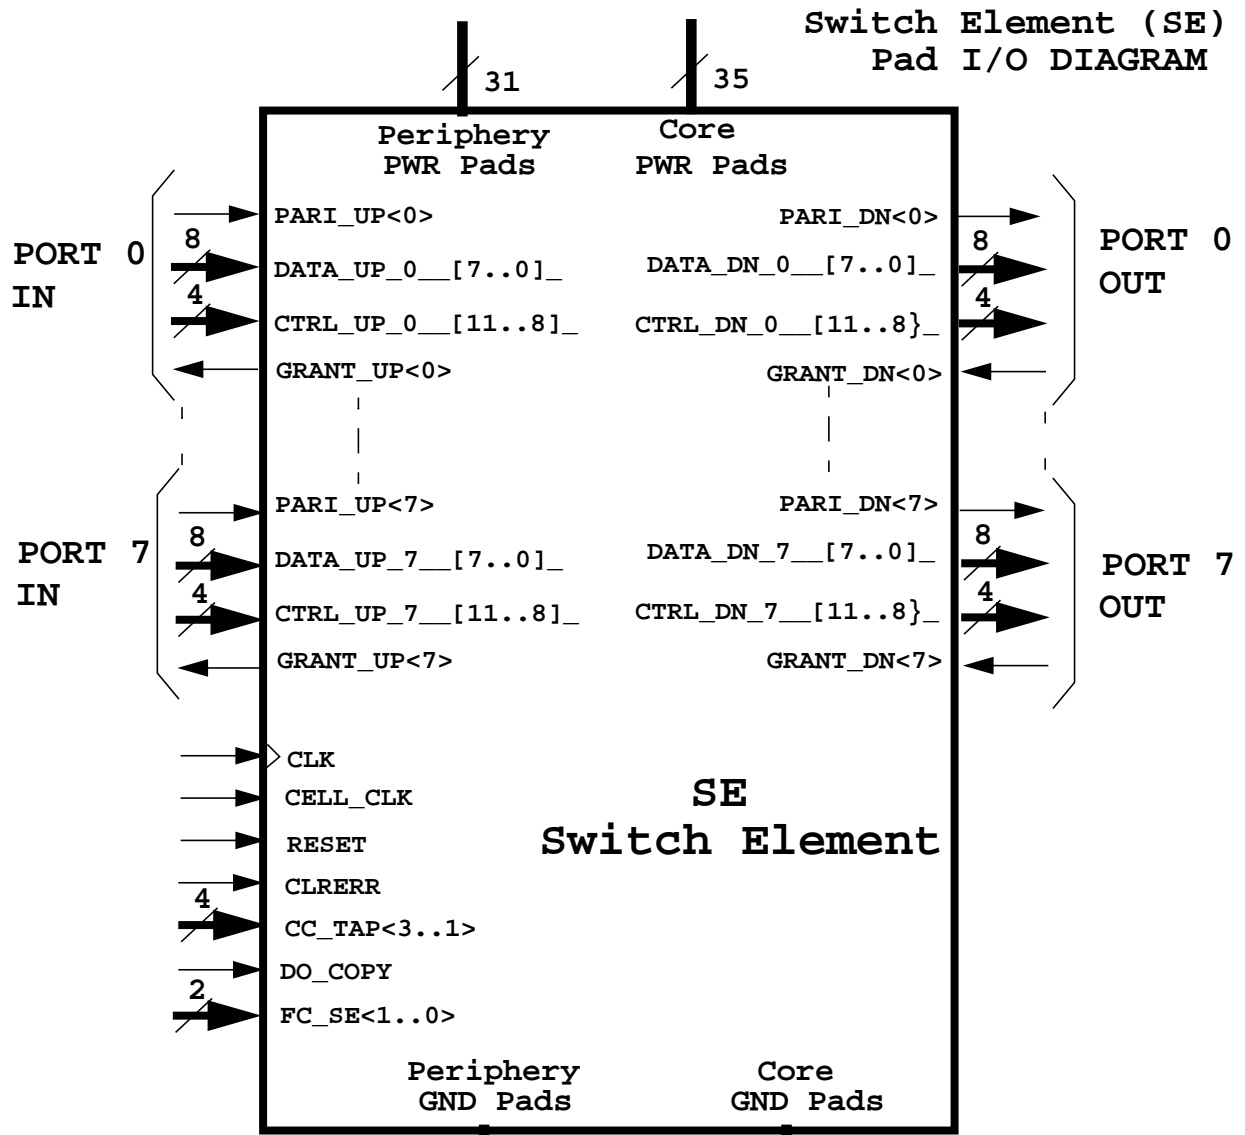 Switch Element (SE)
Pad I/O DIAGRAM
31
35
Periphery
PWR Pads
Core
PWR Pads
PORT 0
IN
PARI_UP<0>
8
DATA_UP_0__[7..0]_
4
CTRL_UP_0__[11..8]_
GRANT_UP<0>
PARI_DN<0>
8
DATA_DN_0__[7..0]_
4
CTRL_DN_0__[11..8}_
GRANT_DN<0>
PORT 0
OUT
PORT 7
IN
PARI_UP<7>
8
DATA_UP_7__[7..0]_
4
CTRL_UP_7__[11..8]_
GRANT_UP<7>
PARI_DN<7>
8
DATA_DN_7__[7..0]_
4
CTRL_DN_7__[11..8}_
GRANT_DN<7>
PORT 7
OUT
CLK
CELL_CLK
RESET
CLRERR
4
CC_TAP<3..1>
DO_COPY
2
FC_SE<1..0>
SE
Switch Element
Periphery
GND Pads
Core
GND Pads